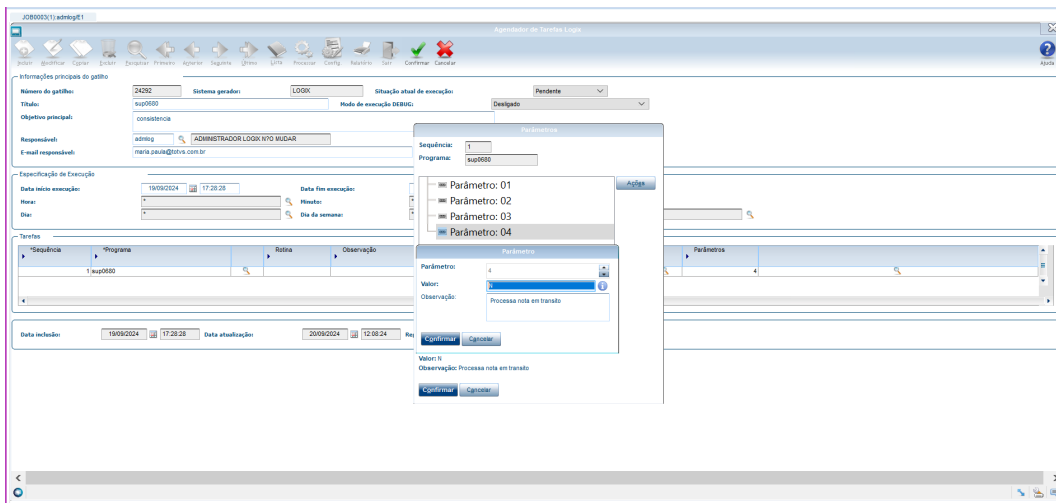 JOB0003(1):admlog/E1
Agendador de Tarefas Logix
Incluir Modificar Copiar Excluir Pesquisar Primeiro Anterior Seguinte Último Lista Processar Config. Relatório Sair Confirmar Cancelar Ajuda
Informações principais do gatilho
Número do gatilho: 24292 Sistema gerador: LOGIX Situação atual de execução: Pendente
Título: sup0680 Modo de execução DEBUG: Desligado
Objetivo principal: consistencia
Responsável: admlog ADMINISTRADOR LOGIX N?O MUDAR
E-mail responsável: maria.paula@totvs.com.br
Especificação de Execução
Data início execução: 19/09/2024 17:28:28 Data fim execução:
Hora: * Minuto: *
Dia: * Dia da semana: *
Tarefas
*Sequência *Programa Rotina Observação Parâmetros
1 sup0680 4
Data inclusão: 19/09/2024 17:28:28 Data atualização: 20/09/2024 12:08:24
Parâmetros
Sequência: 1
Programa: sup0680
Ações
Parâmetro: 01
Parâmetro: 02
Parâmetro: 03
Parâmetro: 04
Parâmetro
Parâmetro: 4
Valor: N
Observação: Processa nota em transito
Confirmar Cancelar
Valor: N
Observação: Processa nota em transito
Confirmar Cancelar